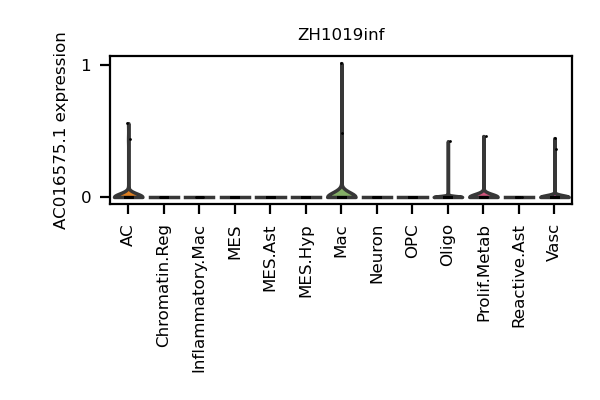 ZH1019inf
AC016575.1 expression
1
0
AC
Chromatin.Reg
Inflammatory.Mac
MES
MES.Ast
MES.Hyp
Mac
Neuron
OPC
Oligo
Prolif.Metab
Reactive.Ast
Vasc